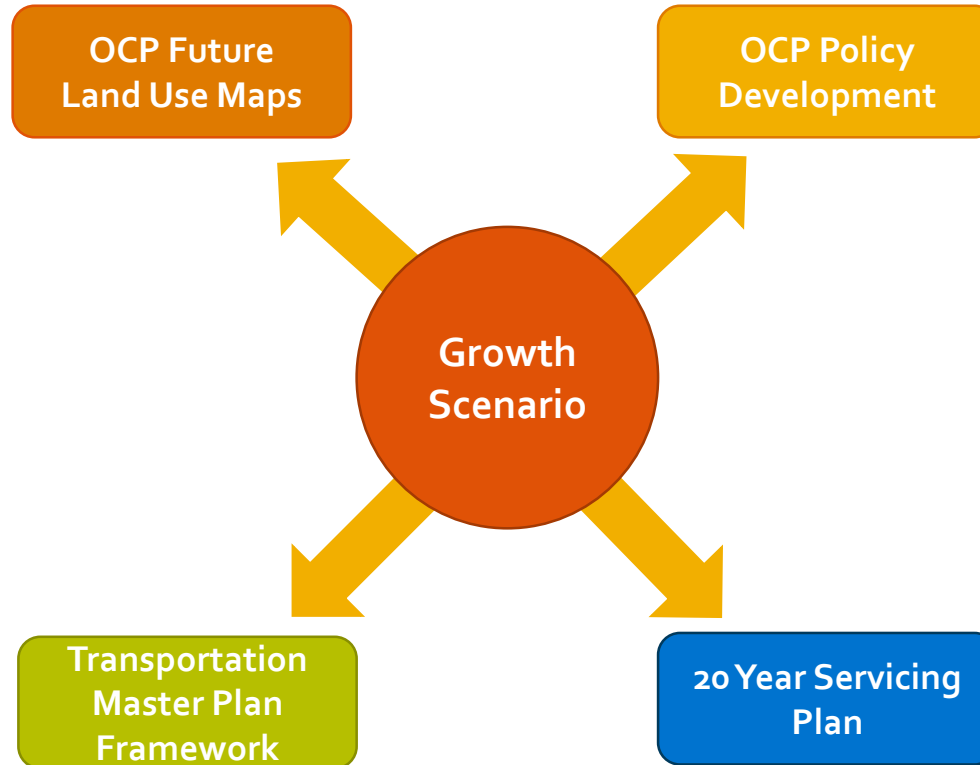 OCP Future
Land Use Maps
OCP Policy
Development
Growth
Scenario
Transportation
Master Plan
Framework
20 Year Servicing
Plan